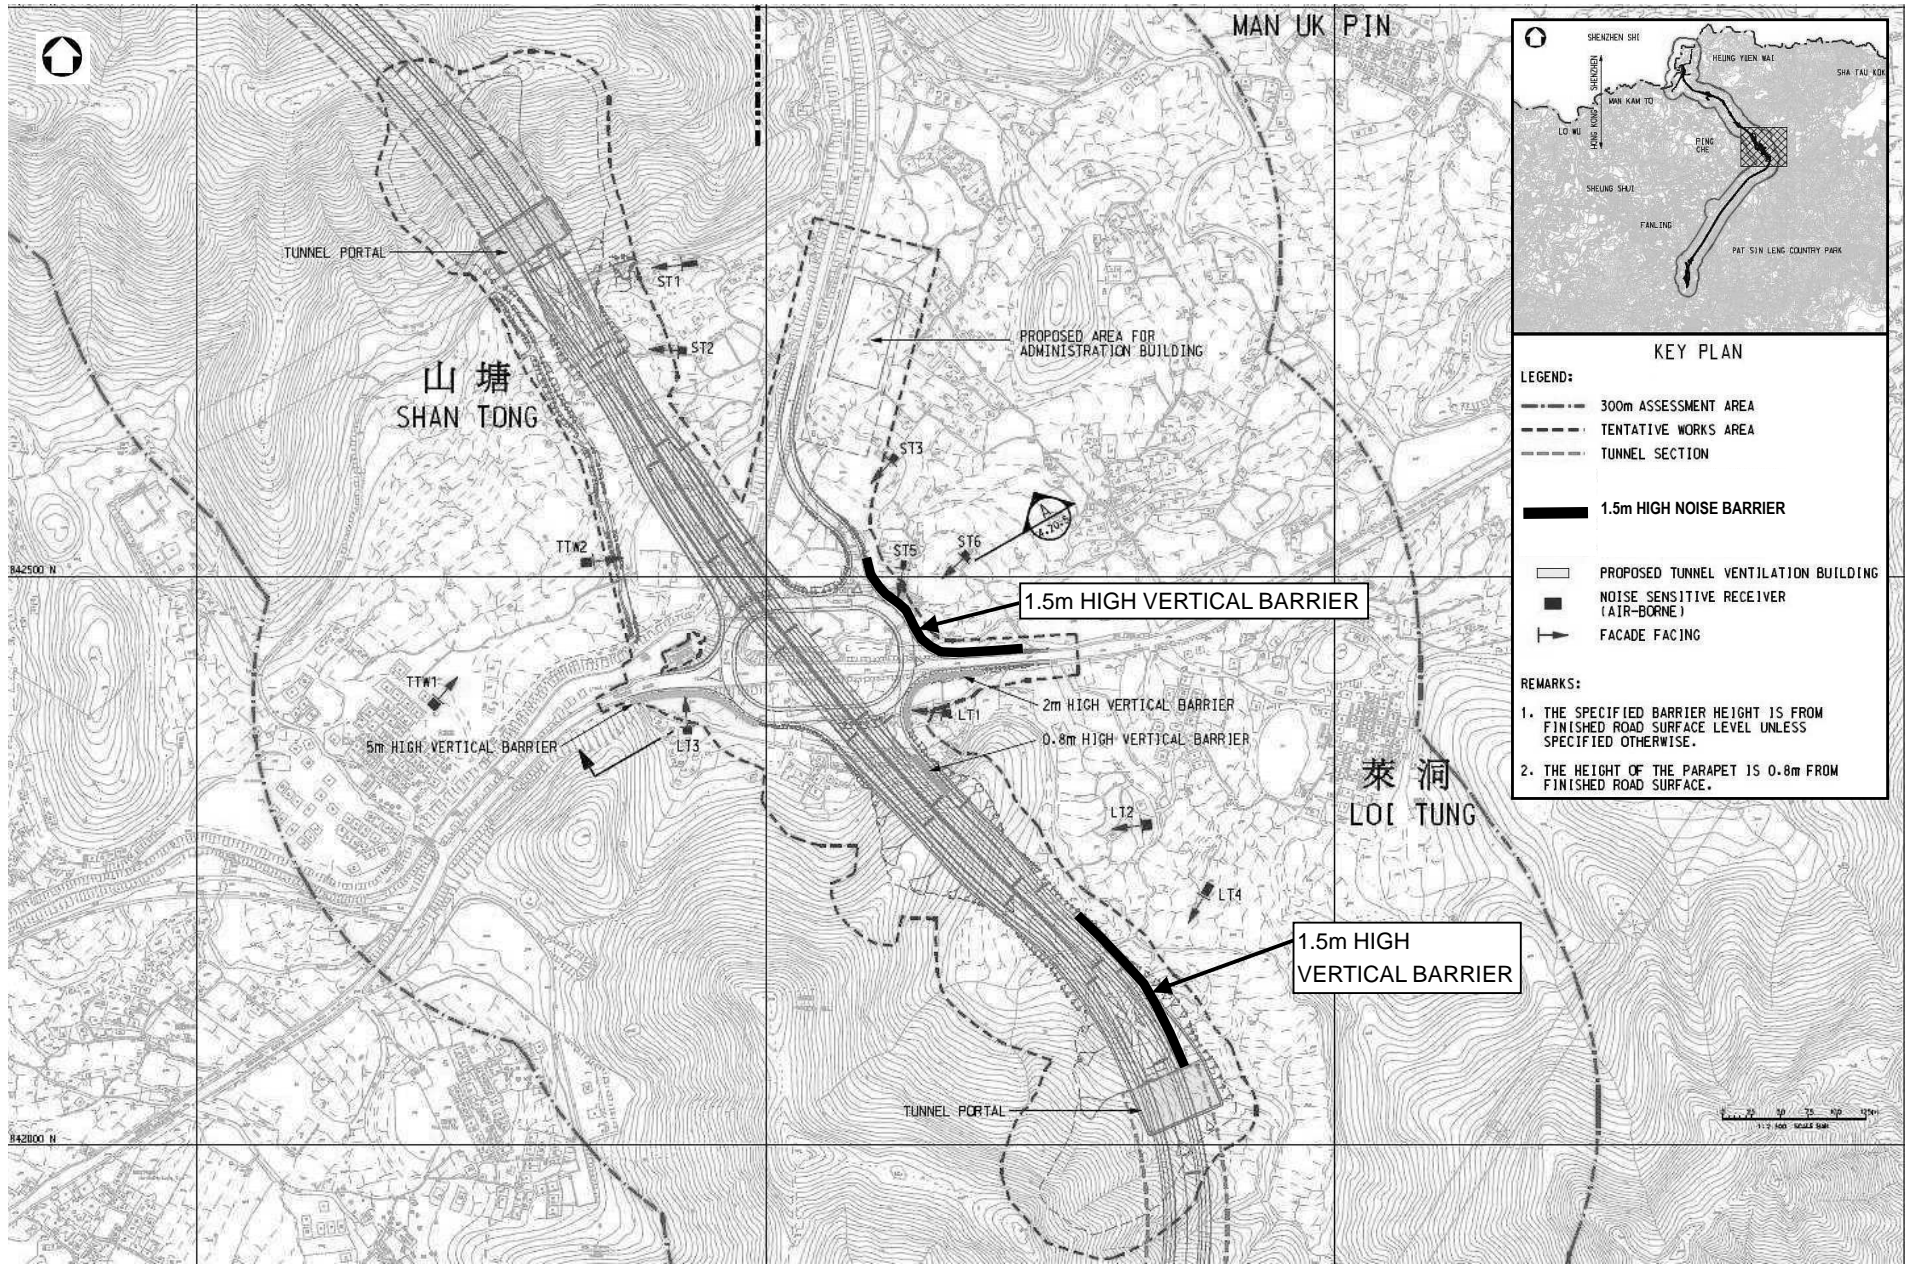 MAN UK PIN
TUNNEL PORTAL
ST1
ST2
山塘
SHAN TONG
PROPOSED AREA FOR
ADMINISTRATION BUILDING
ST3
A
TTW2
ST5
ST6
842500 N
1.5m HIGH VERTICAL BARRIER
TTW1
2m HIGH VERTICAL BARRIER
LT1
0.8m HIGH VERTICAL BARRIER
5m HIGH VERTICAL BARRIER
LT3
萊洞
LOI TUNG
LT2
LT4
1.5m HIGH
VERTICAL BARRIER
TUNNEL PORTAL
842000 N
SHENZHEN SHI
HEUNG YUEN WAI
SHA TAU KOK
SHENZHEN
HONG KONG
MAN KAM TO
LO WU
PING
CHE
SHEUNG SHUI
FANLING
PAT SIN LENG COUNTRY PARK
KEY PLAN
LEGEND:
300m ASSESSMENT AREA
TENTATIVE WORKS AREA
TUNNEL SECTION
1.5m HIGH NOISE BARRIER
PROPOSED TUNNEL VENTILATION BUILDING
NOISE SENSITIVE RECEIVER
(AIR-BORNE)
FACADE FACING
REMARKS:
1. THE SPECIFIED BARRIER HEIGHT IS FROM
FINISHED ROAD SURFACE LEVEL UNLESS
SPECIFIED OTHERWISE.
2. THE HEIGHT OF THE PARAPET IS 0.8m FROM
FINISHED ROAD SURFACE.
SCALE BAR